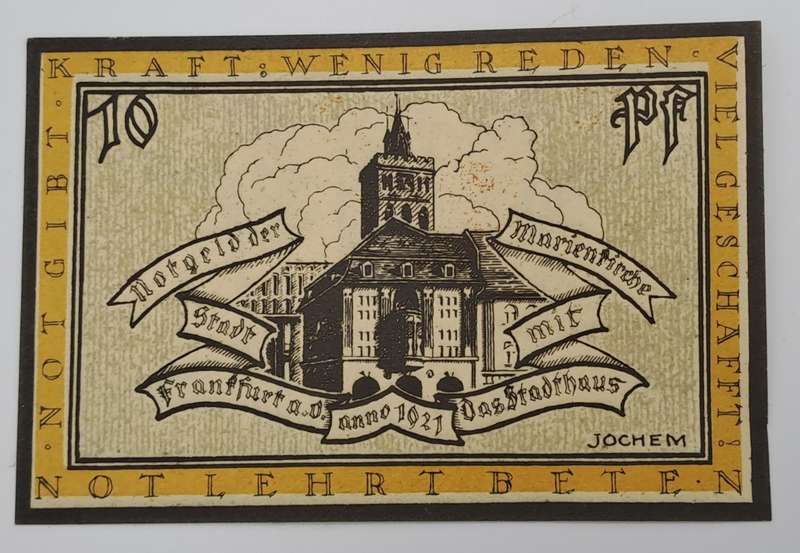 NOT LEHRT BETEN
· NOT GIBT ·
KRAFT: WENIG REDEN ·
VIEL GESCHAFFT!
10
Pf
Notgeld der
Stadt
Frankfurt a.O.
anno 1921
Das Stadthaus
mit
Marienkirche
JOCHEM